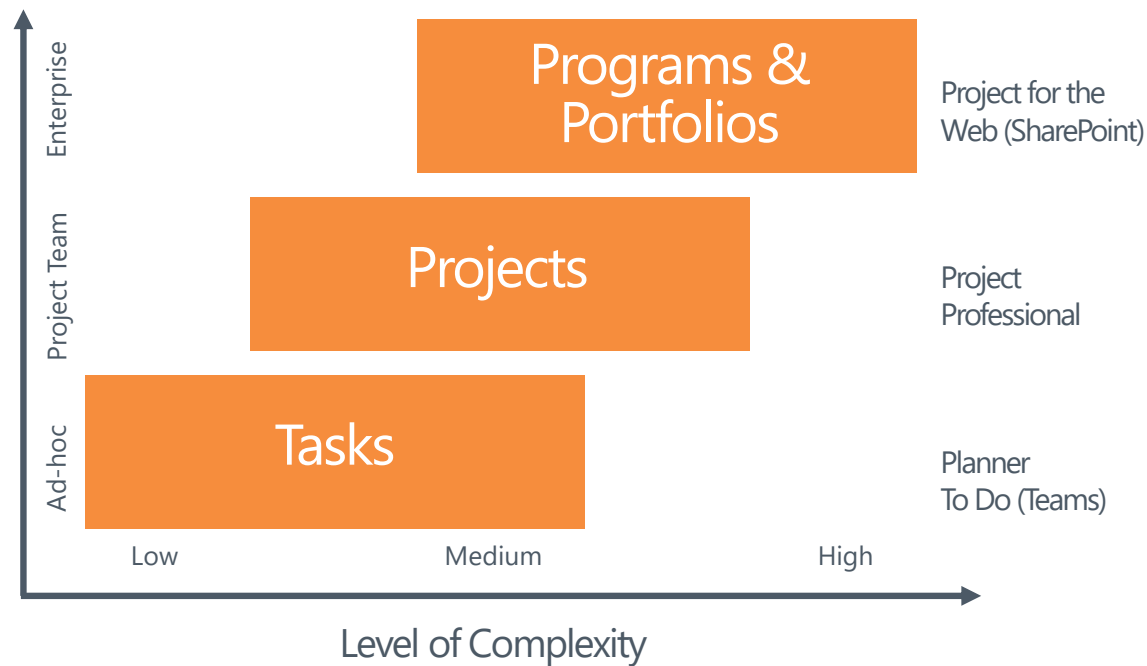 Enterprise
Programs &
Portfolios
Project for the
Web (SharePoint)
Project Team
Projects
Project
Professional
Ad-hoc
Tasks
Planner
To Do (Teams)
Low
Medium
High
Level of Complexity